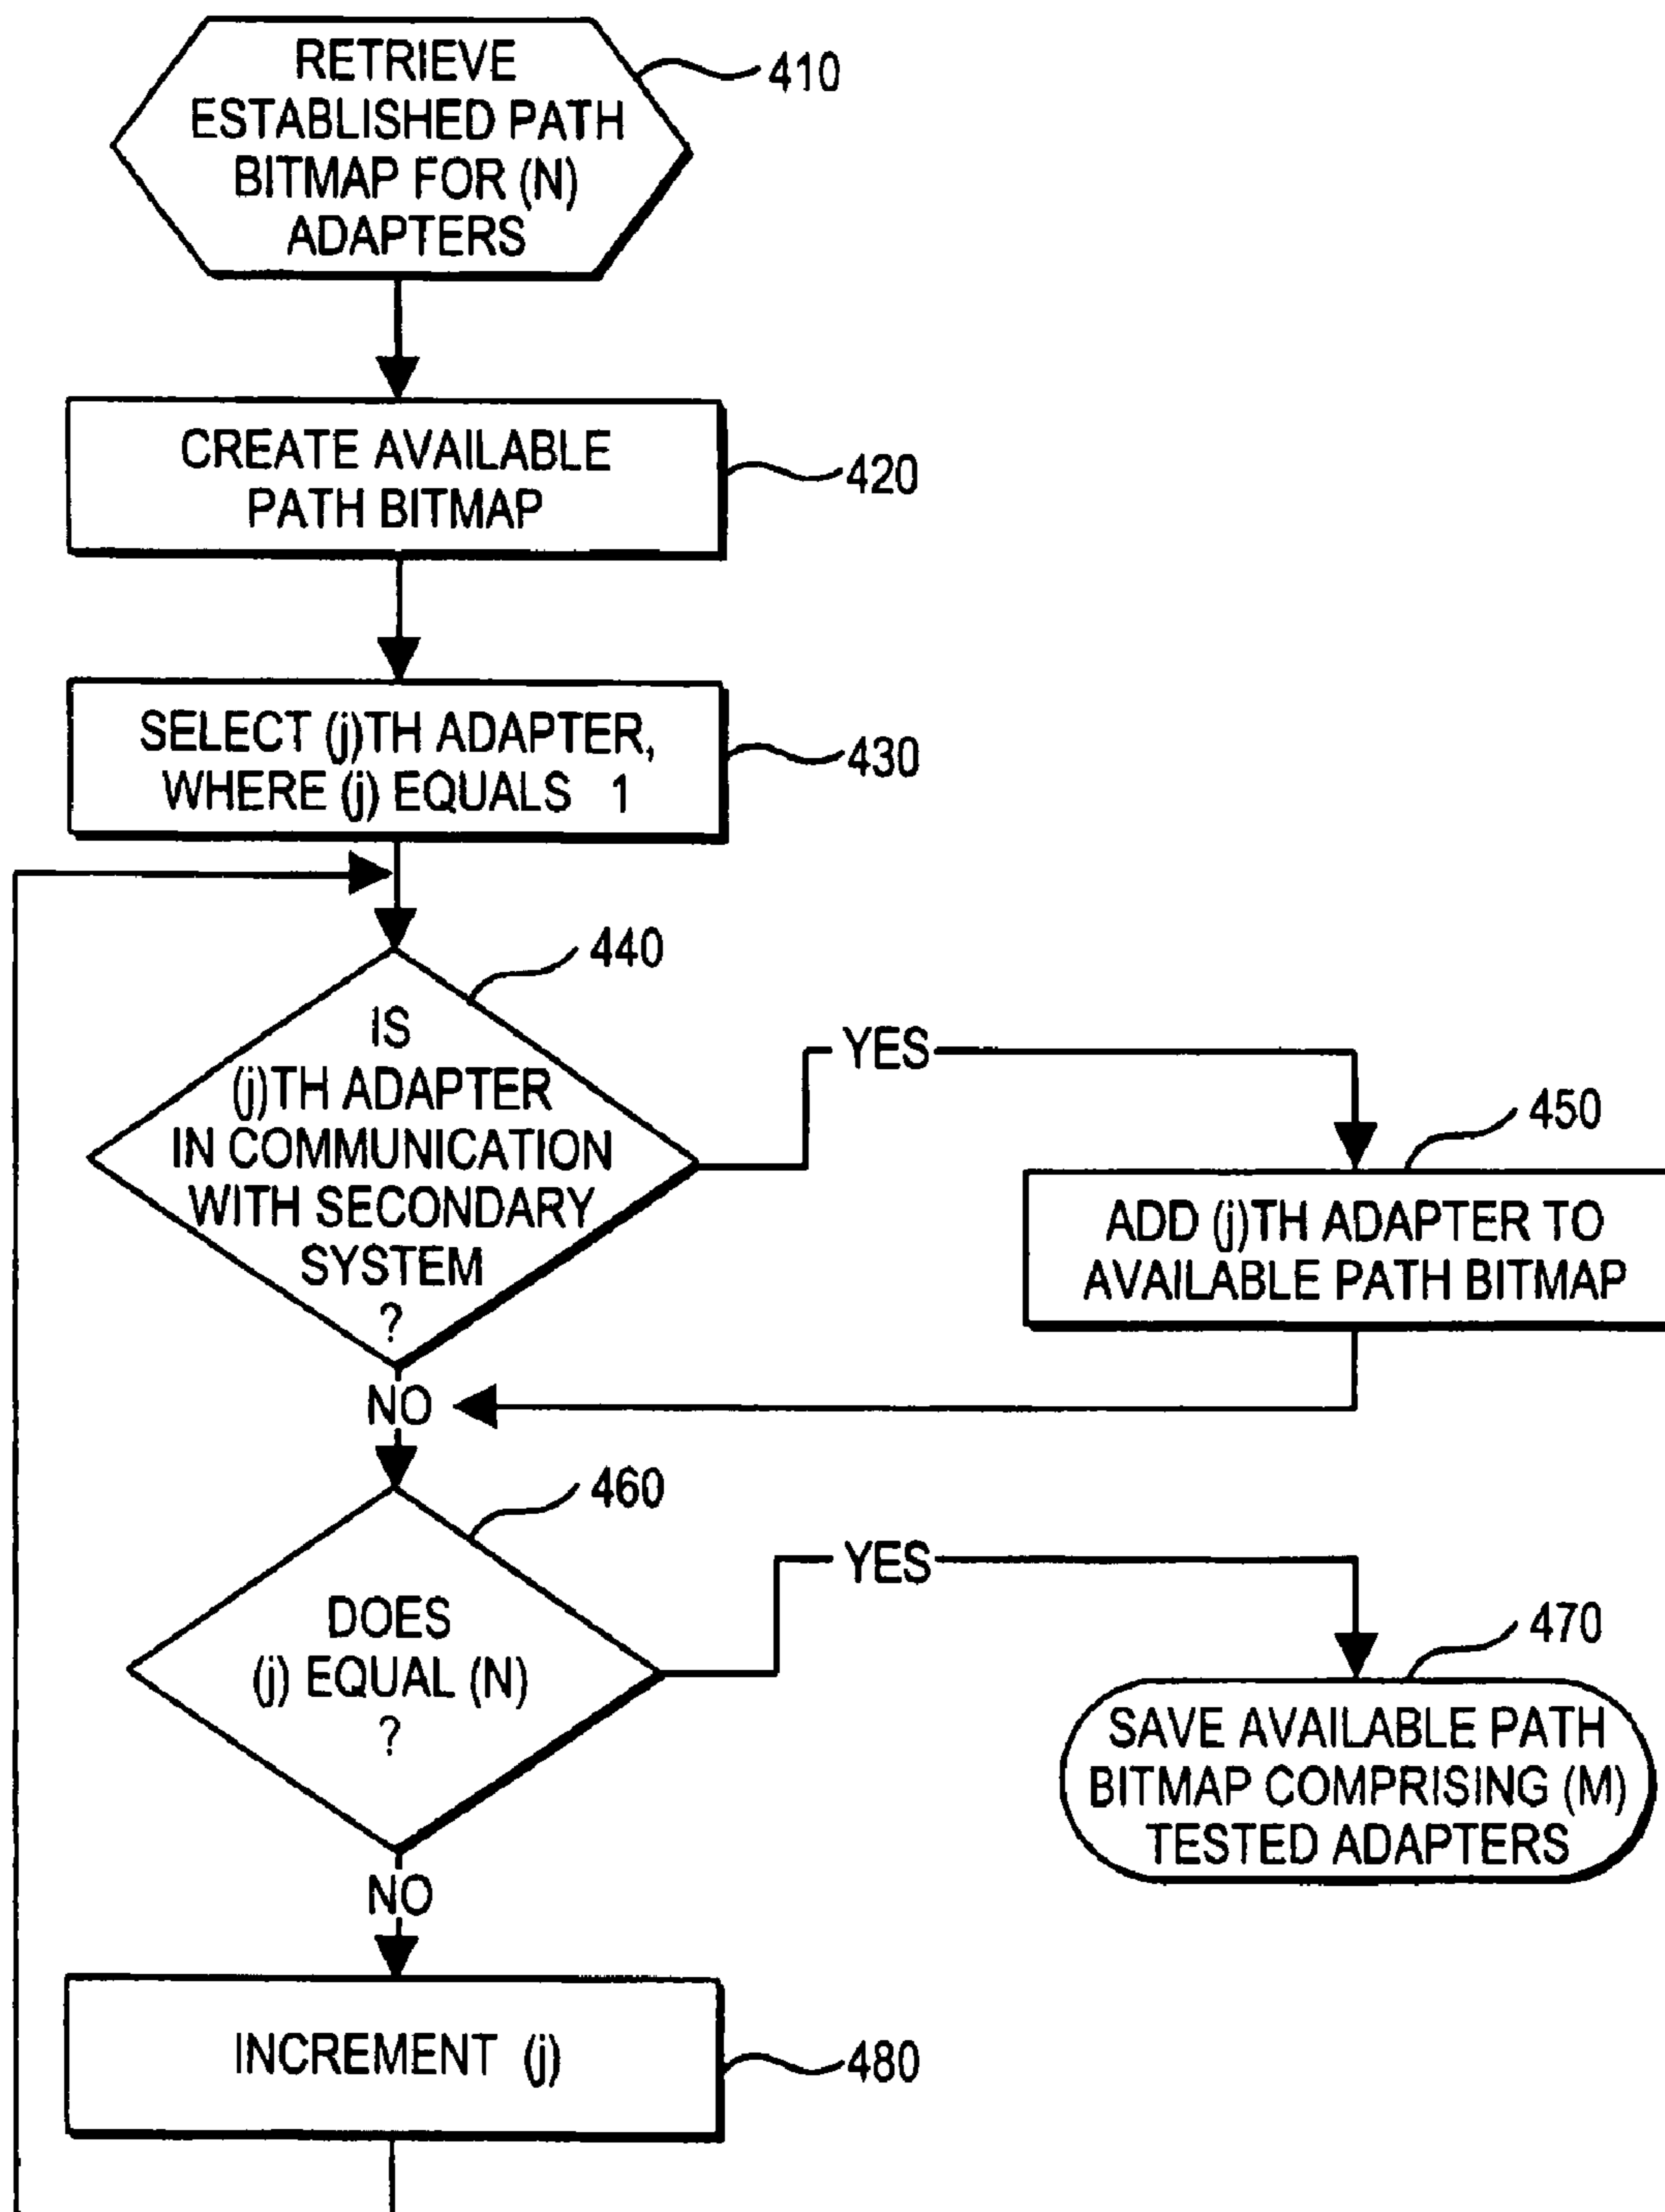 RETRIEVE
ESTABLISHED PATH
BITMAP FOR (N)
ADAPTERS
410
CREATE AVAILABLE
PATH BITMAP
420
SELECT (j)TH ADAPTER,
WHERE (j) EQUALS 1
430
440
IS
(j)TH ADAPTER
IN COMMUNICATION
WITH SECONDARY
SYSTEM
?
YES
450
ADD (j)TH ADAPTER TO
AVAILABLE PATH BITMAP
NO
460
DOES
(j) EQUAL (N)
?
YES
470
SAVE AVAILABLE PATH
BITMAP COMPRISING (M)
TESTED ADAPTERS
NO
INCREMENT (j)
480